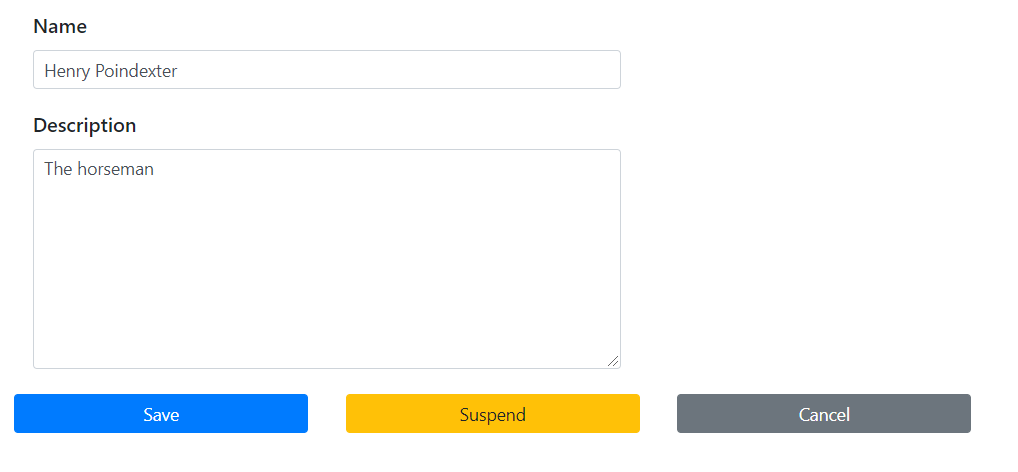 Name
Henry Poindexter
Description
The horseman
Save Suspend Cancel